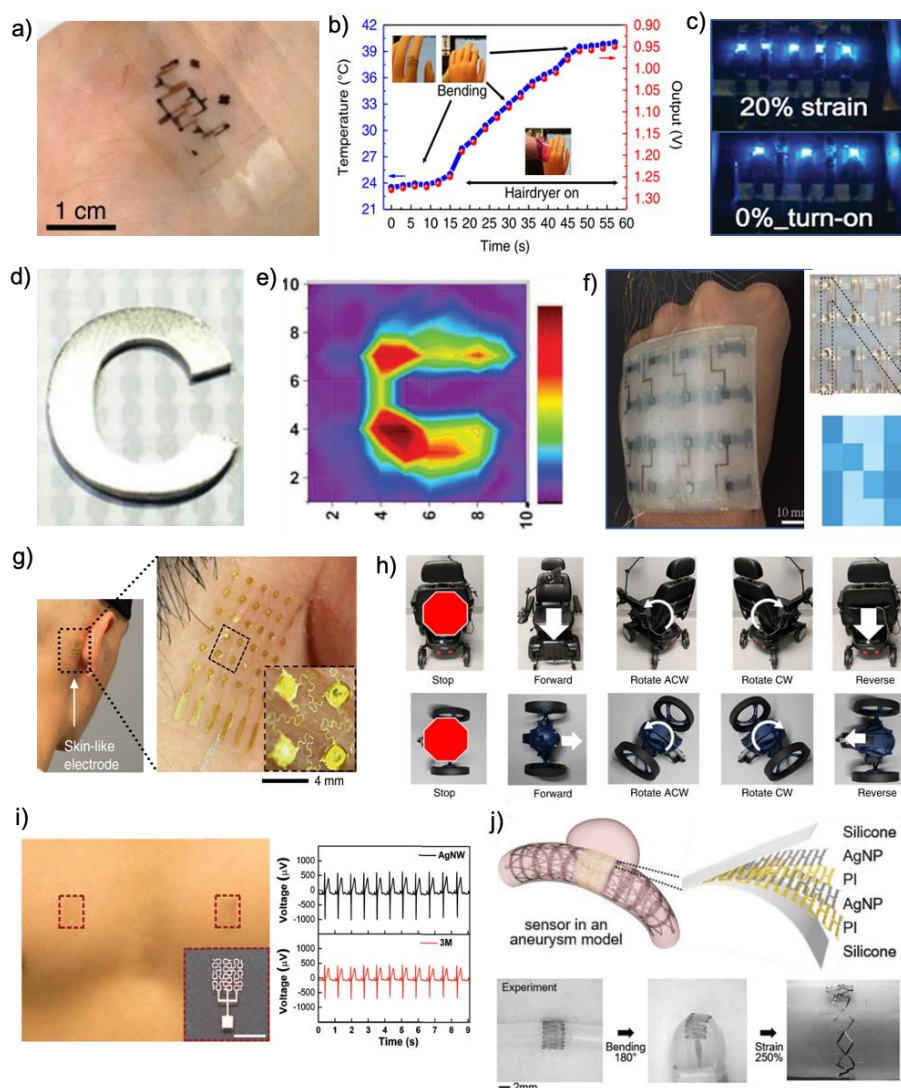 a)
1 cm
b)
Temperature (°C)
42
39
36
33
30
27
24
21
Bending
Hairdryer on
0 5 10 15 20 25 30 35 40 45 50 55 60
Time (s)
0.90
0.95
1.00
1.05
1.10
1.15
1.20
1.25
1.30
Output (V)
c)
20% strain
0%_turn-on
d)
e)
10
8
6
4
2
2 4 6 8 10
f)
10 mm
g)
Skin-like
electrode
4 mm
h)
Stop Forward Rotate ACW Rotate CW Reverse
Stop Forward Rotate ACW Rotate CW Reverse
i)
Voltage (μv)
1000
500
0
-500
-1000
AgNW
Voltage (μv)
1000
500
0
-500
-1000
3M
0 1 2 3 4 5 6 7 8 9
Time (s)
j)
sensor in an
aneurysm model
Silicone
AgNP
PI
AgNP
PI
Silicone
Experiment
Bending
180°
Strain
250%
2mm